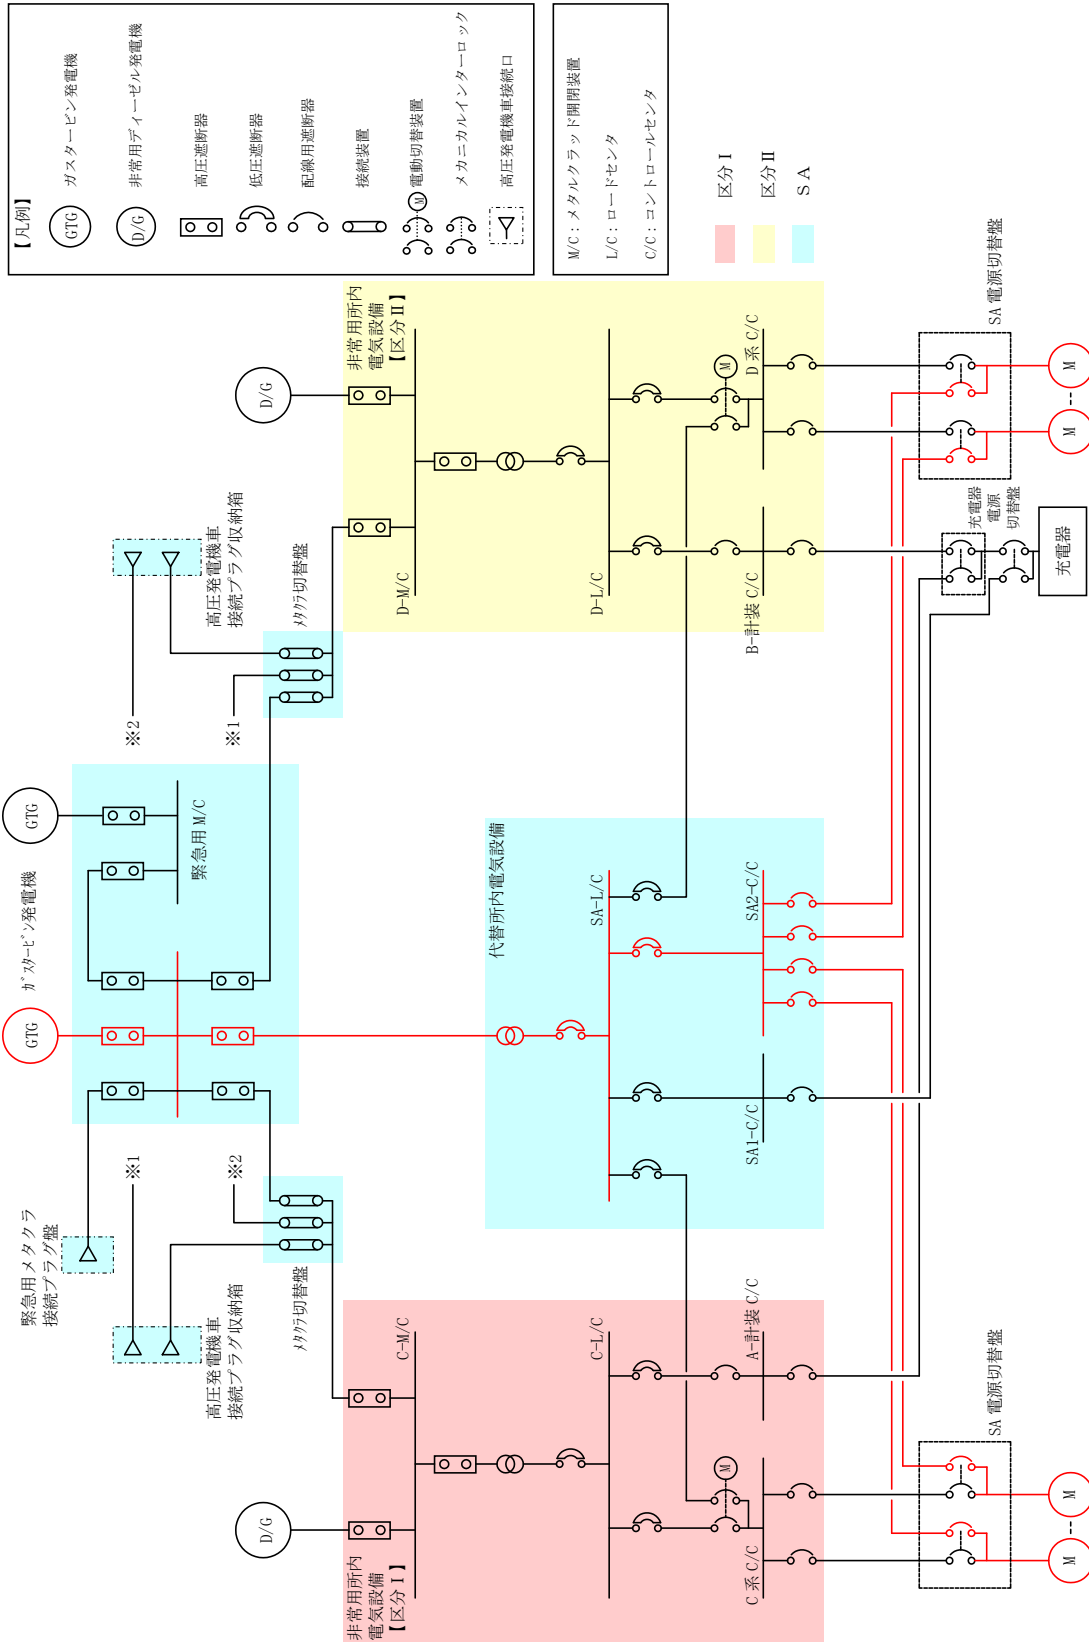 【凡例】
GTG
ガスタービン発電機
D/G
非常用ディーゼル発電機
高圧遮断器
低圧遮断器
配線用遮断器
接続装置
M
電動切替装置
メカニカルインターロック
高圧発電機車接続口
M/C：メタルクラッド開閉装置
L/C：ロードセンタ
C/C：コントロールセンタ
区分Ⅰ
区分Ⅱ
ＳＡ
GTG
ｶﾞｽﾀｰﾋﾞﾝ発電機
GTG
緊急用 M/C
緊急用メタクラ
接続プラグ盤
※1
※2
高圧発電機車
接続プラグ収納箱
ﾒﾀｸﾗ切替盤
※2
※1
高圧発電機車
接続プラグ収納箱
ﾒﾀｸﾗ切替盤
D/G
非常用所内
電気設備
【区分Ⅰ】
C-M/C
C-L/C
M
C 系 C/C
A-計装 C/C
代替所内電気設備
SA-L/C
SA1-C/C
SA2-C/C
D/G
非常用所内
電気設備
【区分Ⅱ】
D-M/C
D-L/C
M
B-計装 C/C
D 系 C/C
SA 電源切替盤
M
M
充電器
電源
切替盤
充電器
SA 電源切替盤
M
M